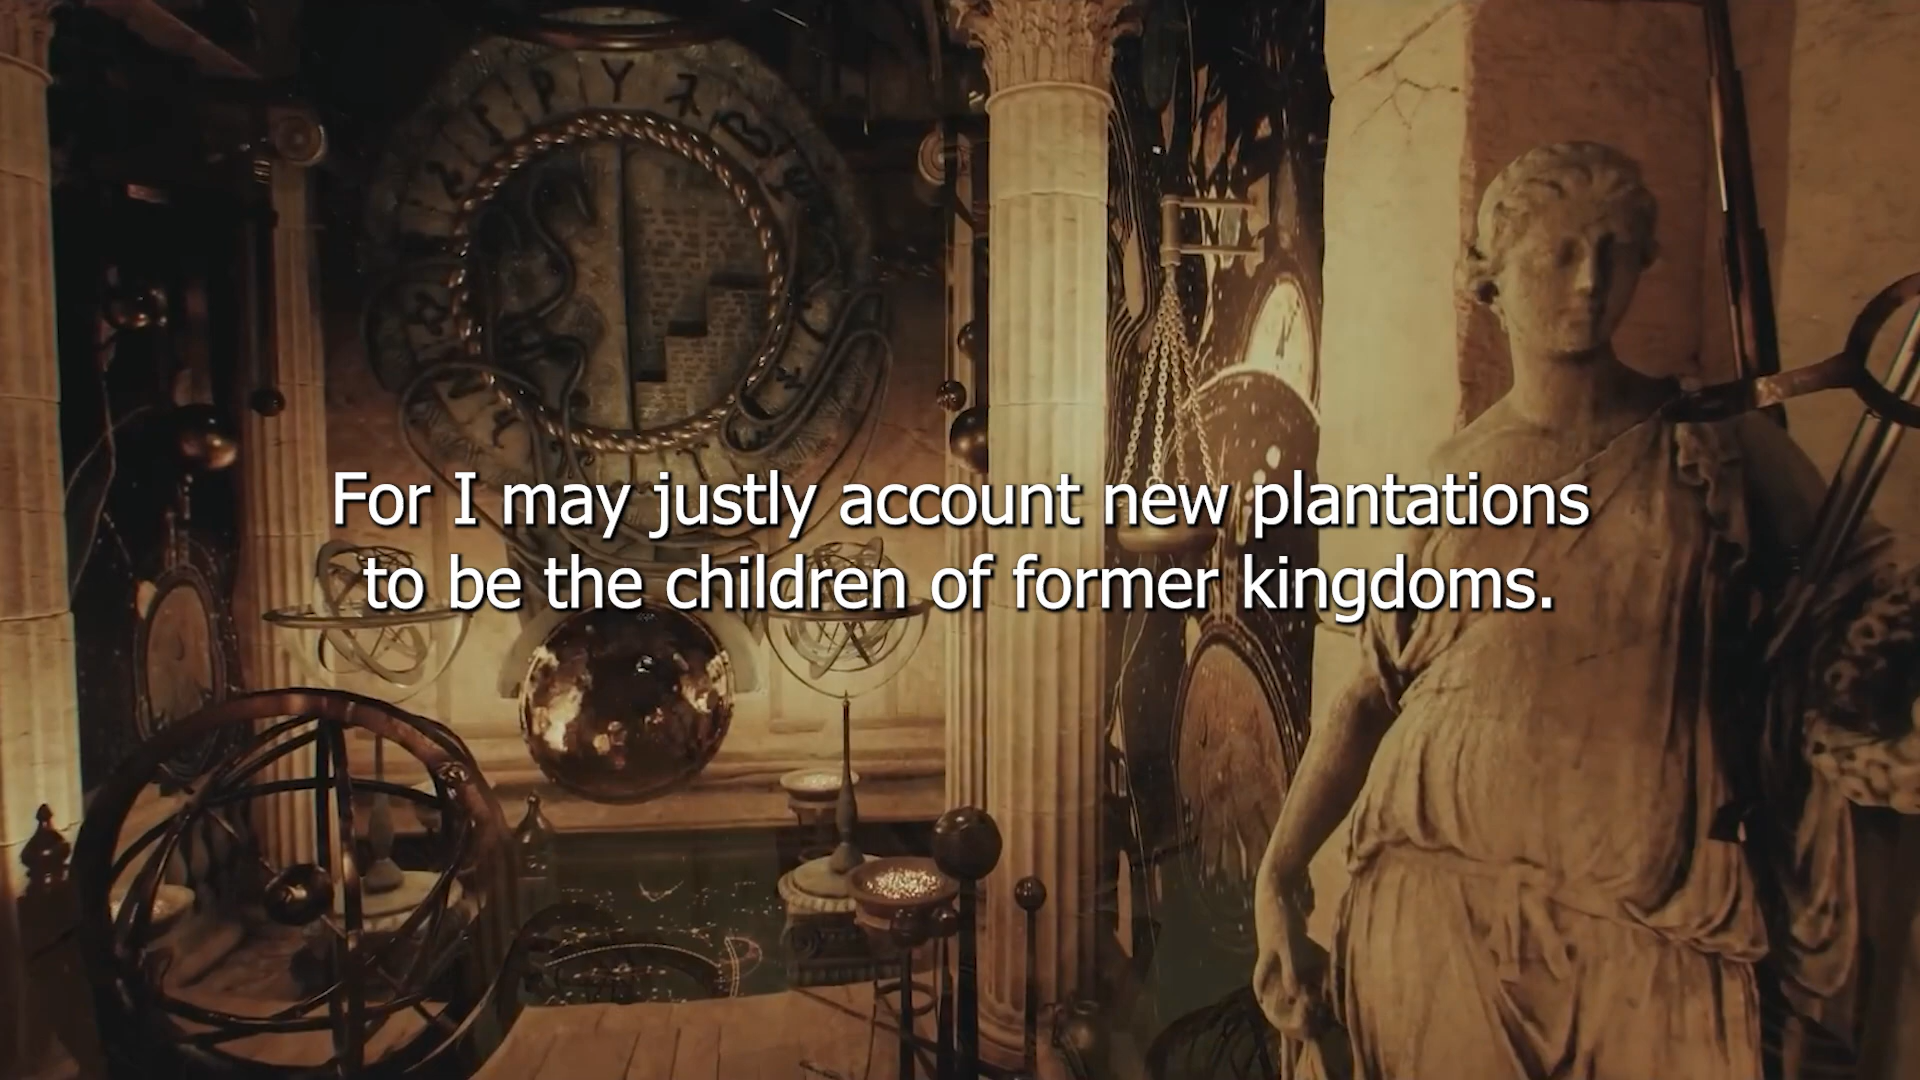 For I may justly account new plantations
to be the children of former kingdoms.